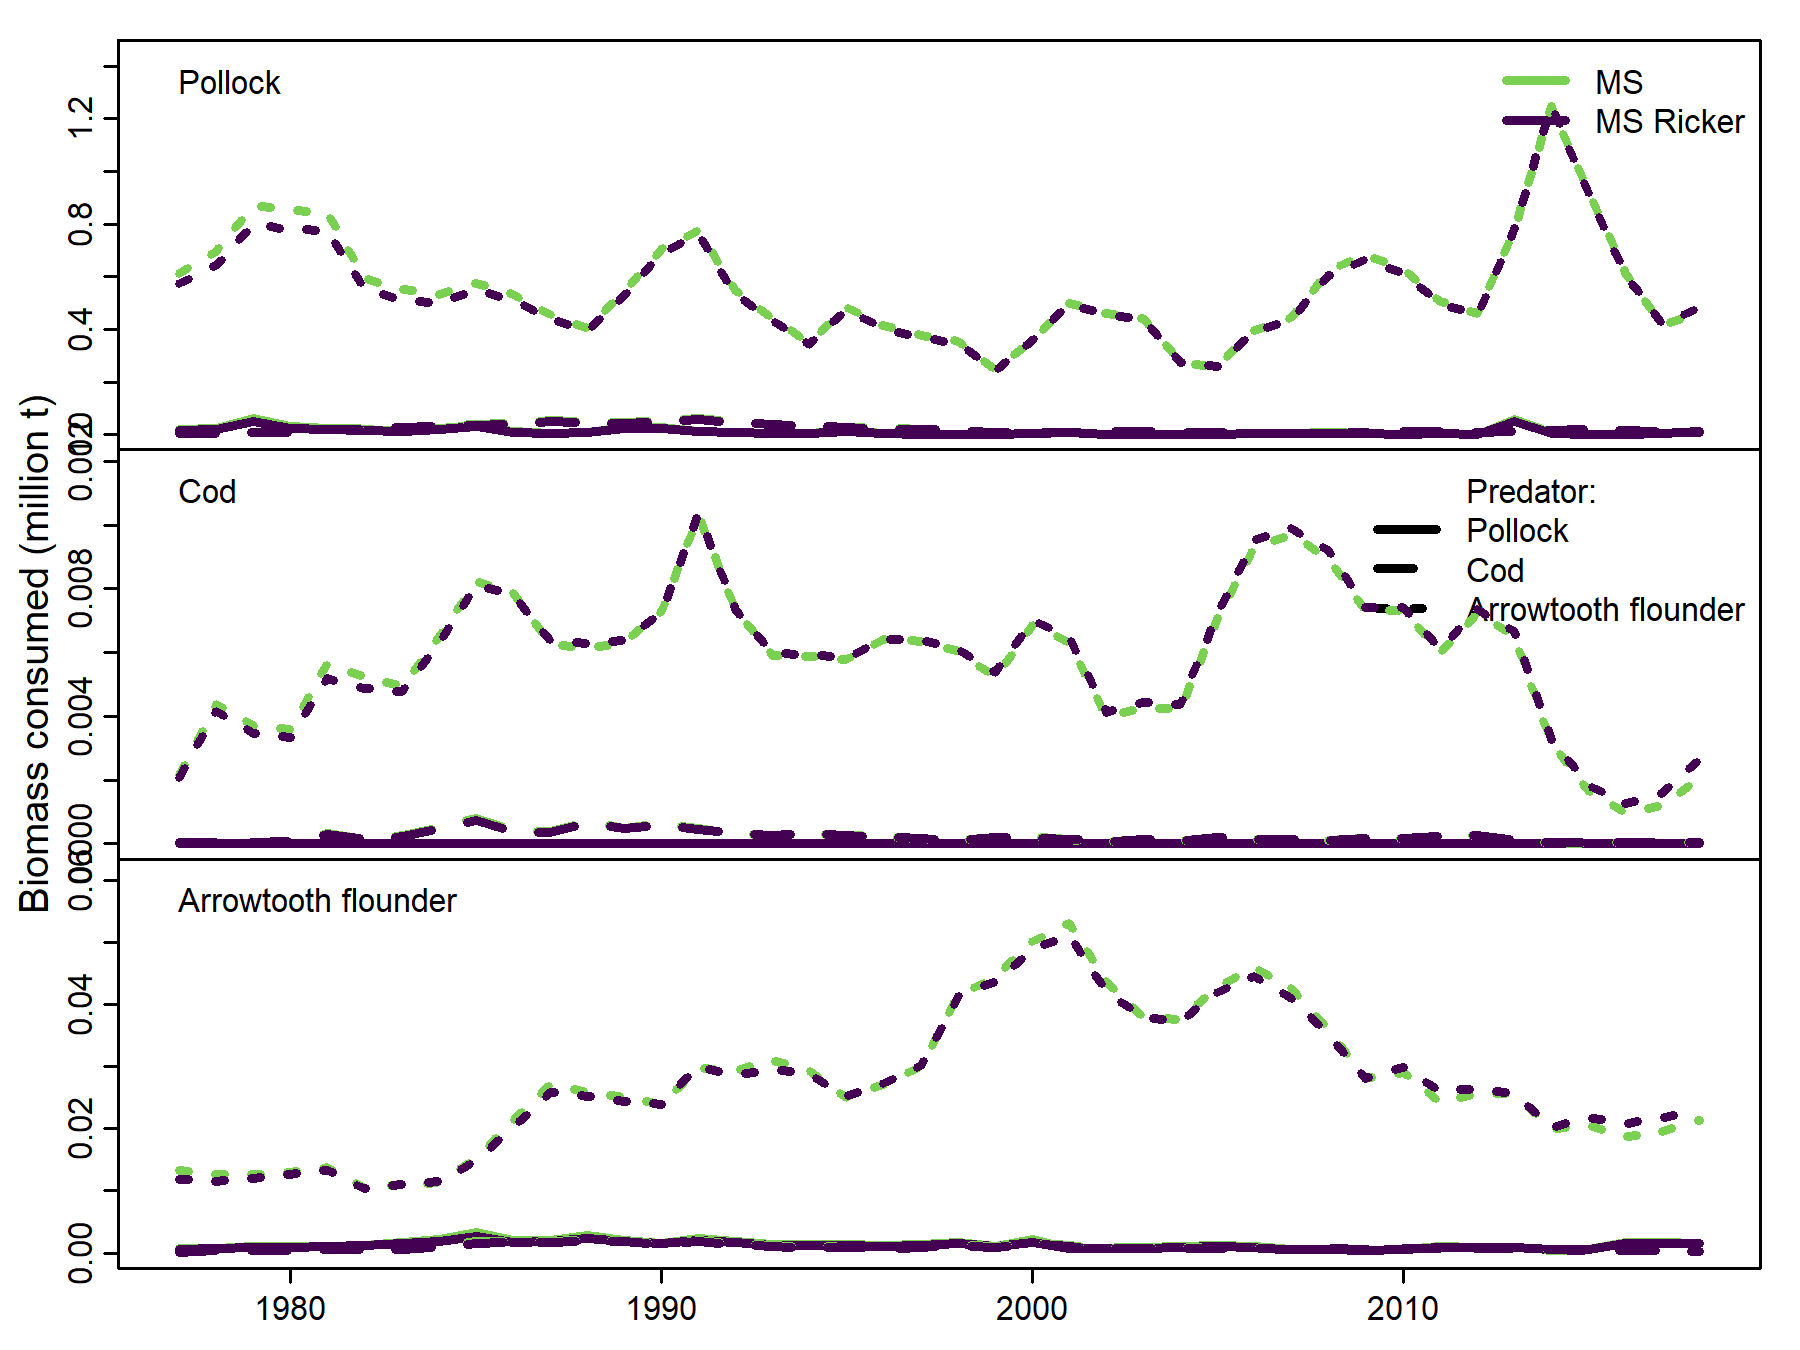 Pollock
MS
MS Ricker
1.2
0.8
0.4
Cod
Predator:
Pollock
Cod
Arrowtooth flounder
0.008
0.004
Biomass consumed (million t)
Arrowtooth flounder
0.04
0.02
0.00
1980 1990 2000 2010